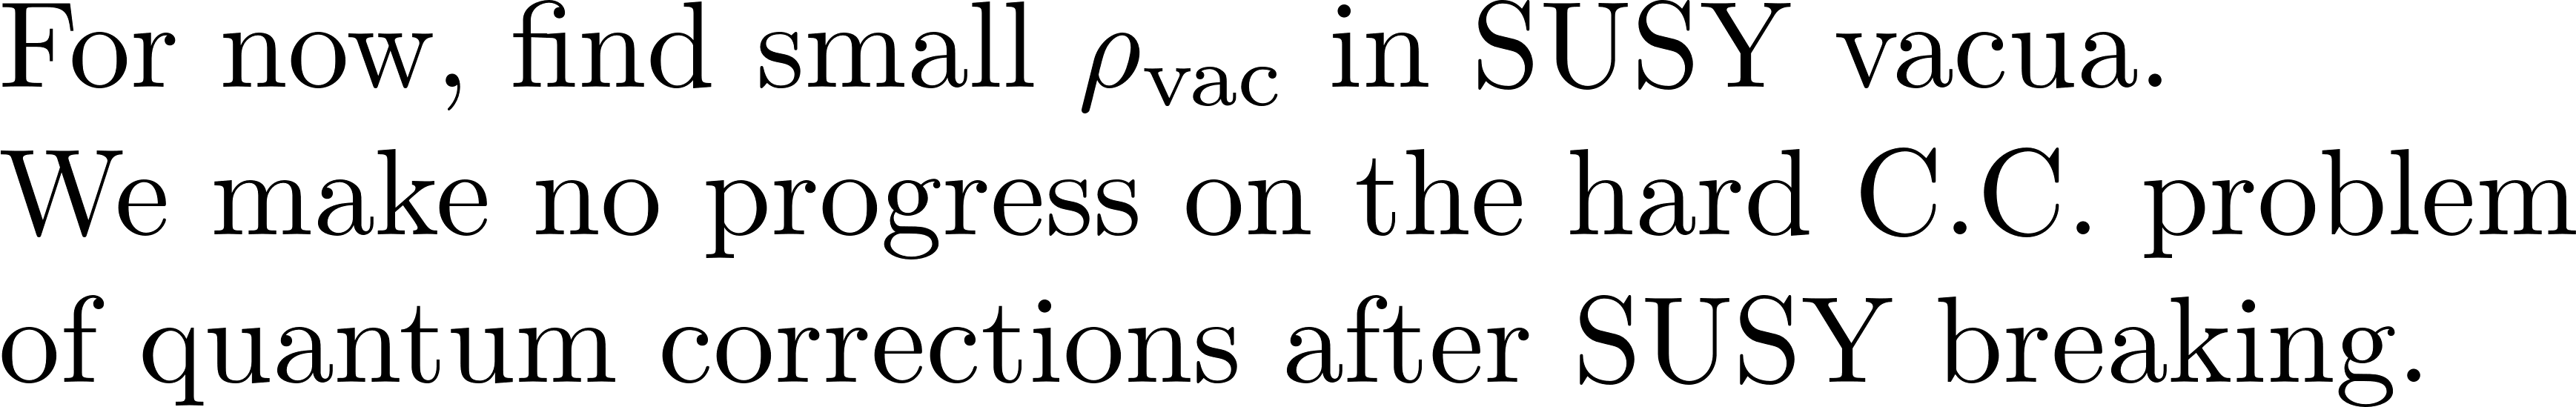 For now, find small ρ_vac in SUSY vacua.
We make no progress on the hard C.C. problem
of quantum corrections after SUSY breaking.